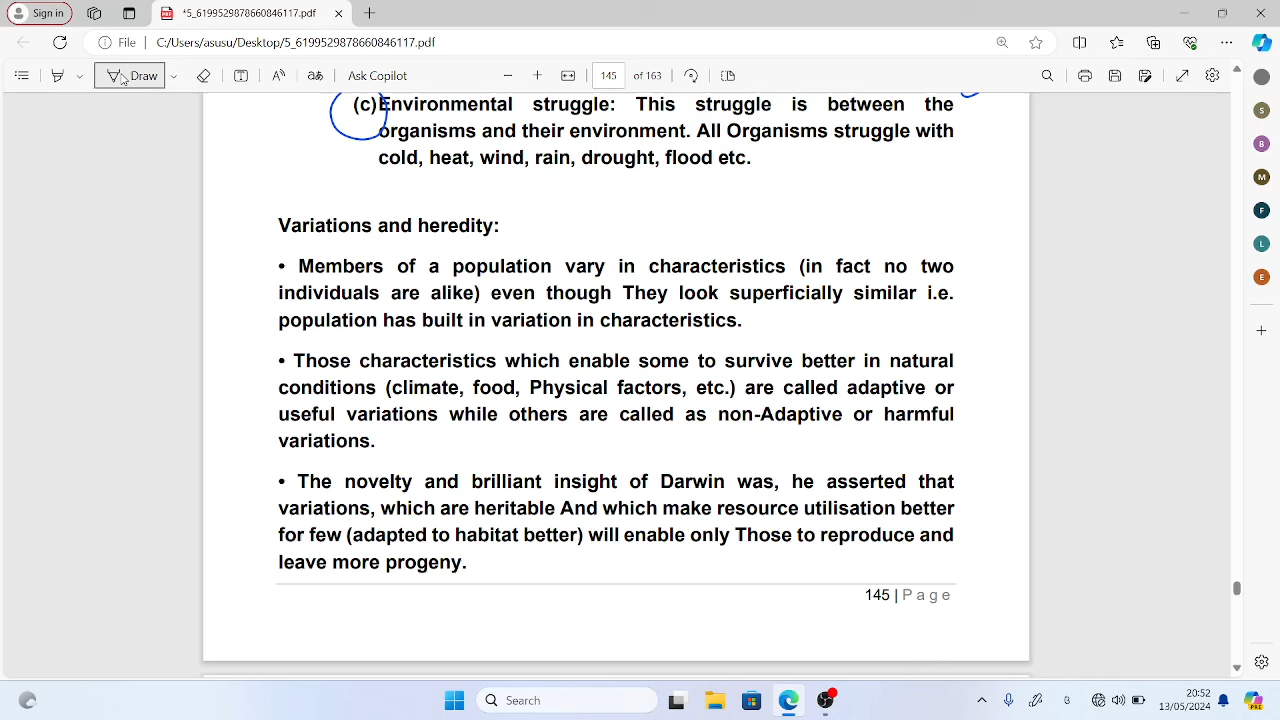 Sign in
*5_6199529878660846117.pdf
File | C:/Users/asusu/Desktop/5_6199529878660846117.pdf
Draw
Ask Copilot
145 of 163
(c)Environmental struggle: This struggle is between the
organisms and their environment. All Organisms struggle with
cold, heat, wind, rain, drought, flood etc.
Variations and heredity:
• Members of a population vary in characteristics (in fact no two
individuals are alike) even though They look superficially similar i.e.
population has built in variation in characteristics.
• Those characteristics which enable some to survive better in natural
conditions (climate, food, Physical factors, etc.) are called adaptive or
useful variations while others are called as non-Adaptive or harmful
variations.
• The novelty and brilliant insight of Darwin was, he asserted that
variations, which are heritable And which make resource utilisation better
for few (adapted to habitat better) will enable only Those to reproduce and
leave more progeny.
145 | P a g e
S
B
M
F
L
E
Search
20:52
13/05/2024